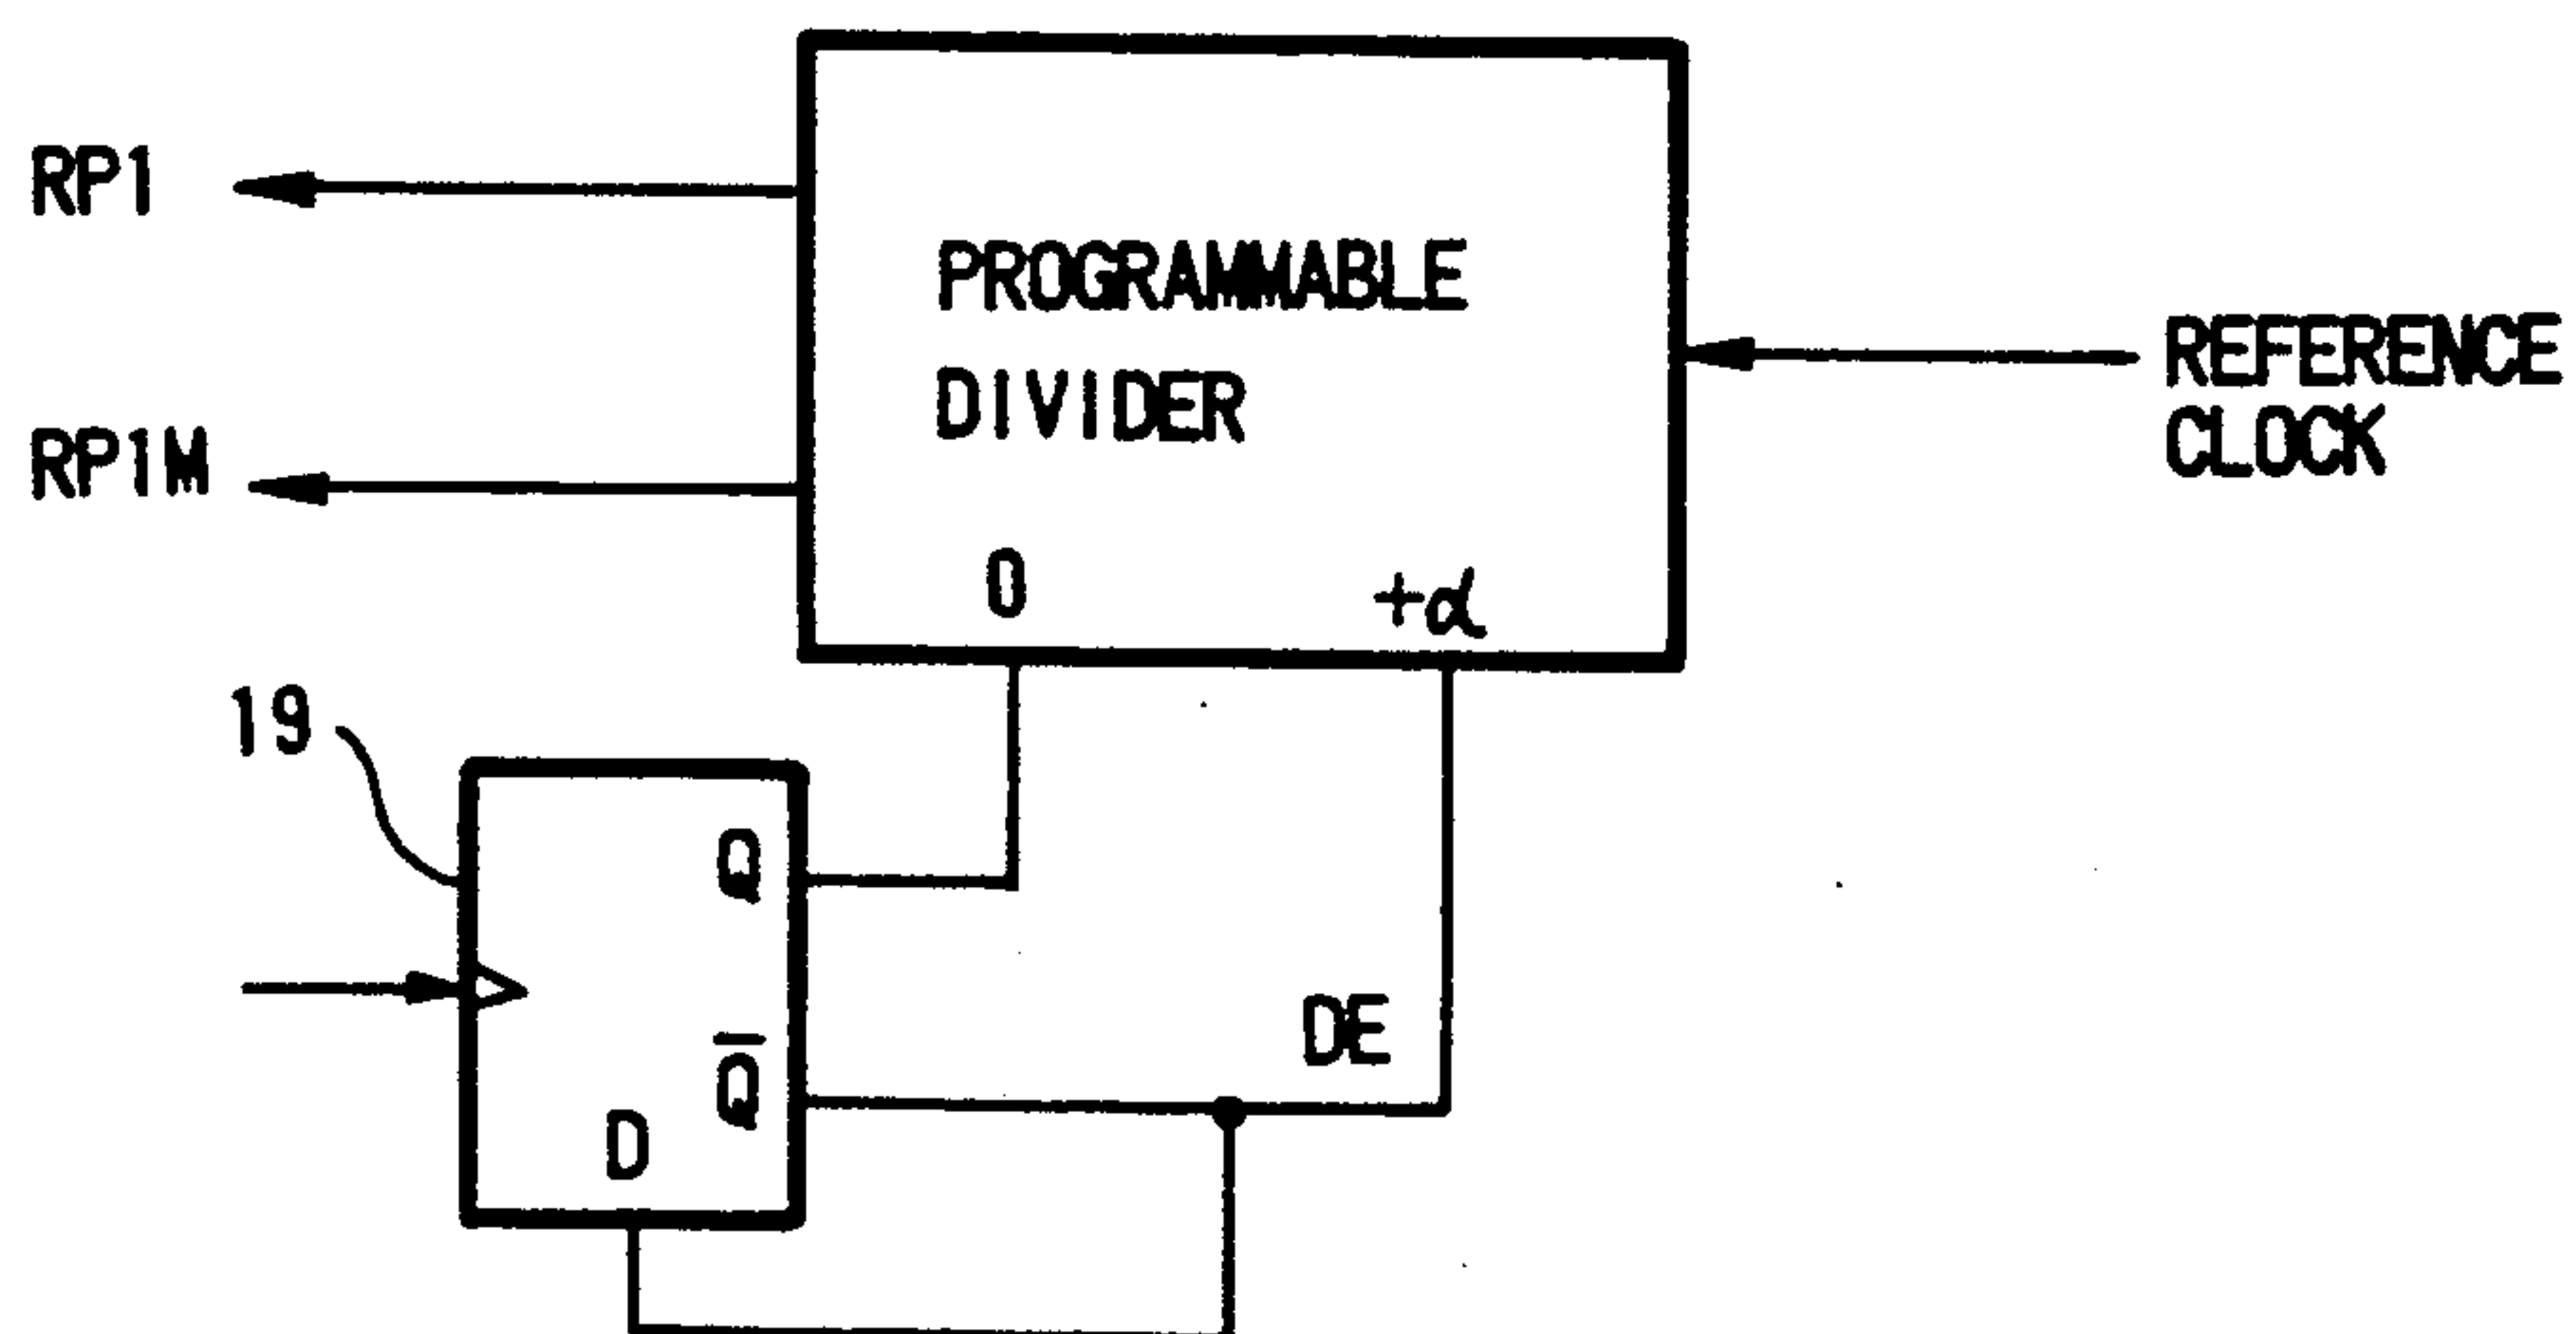 RP1
PROGRAMMABLE
DIVIDER
REFERENCE
CLOCK
RP1M
0
+α
19
Q
DE
Q̅
D